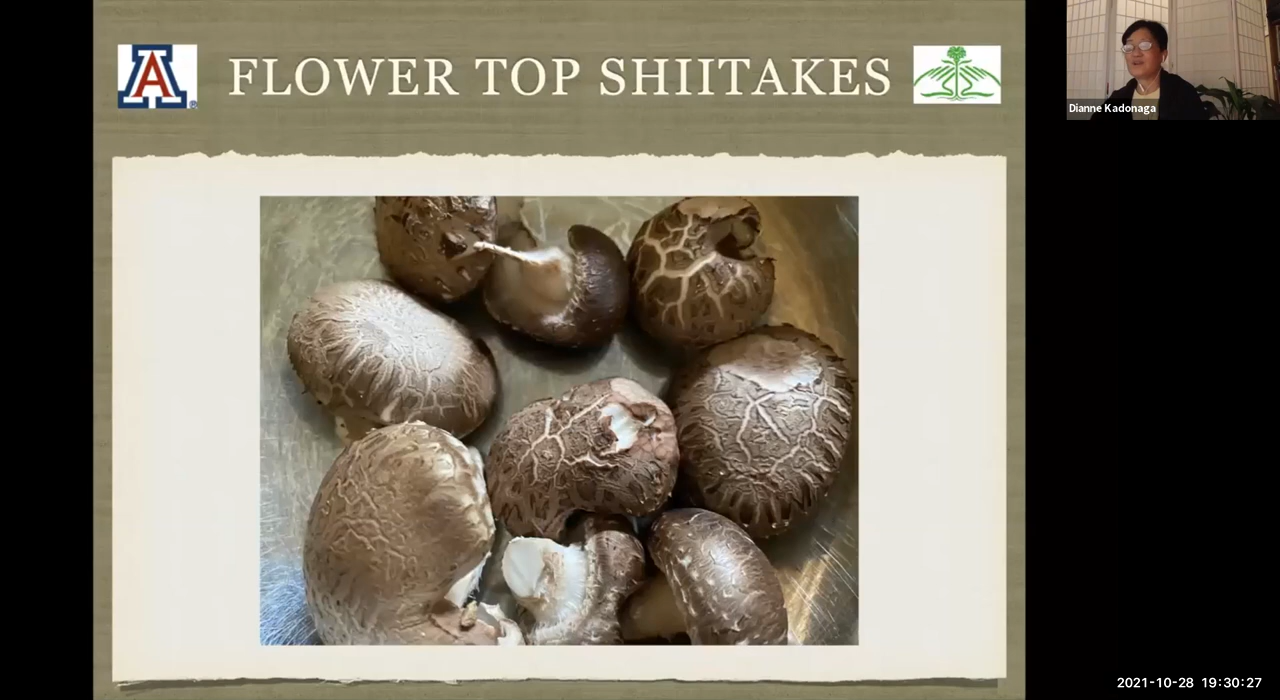 A
®
FLOWER TOP SHIITAKES
Dianne Kadonaga
2021-10-28 19:30:27